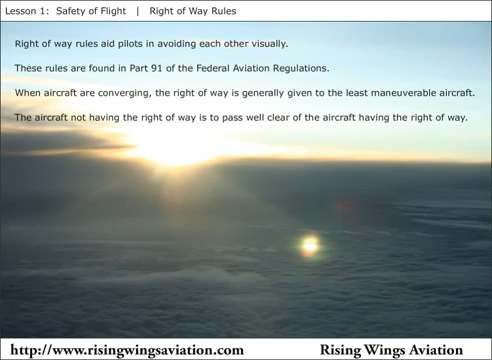 Lesson 1: Safety of Flight | Right of Way Rules
Right of way rules aid pilots in avoiding each other visually.
These rules are found in Part 91 of the Federal Aviation Regulations.
When aircraft are converging, the right of way is generally given to the least maneuverable aircraft.
The aircraft not having the right of way is to pass well clear of the aircraft having the right of way.
http://www.risingwingsaviation.com Rising Wings Aviation